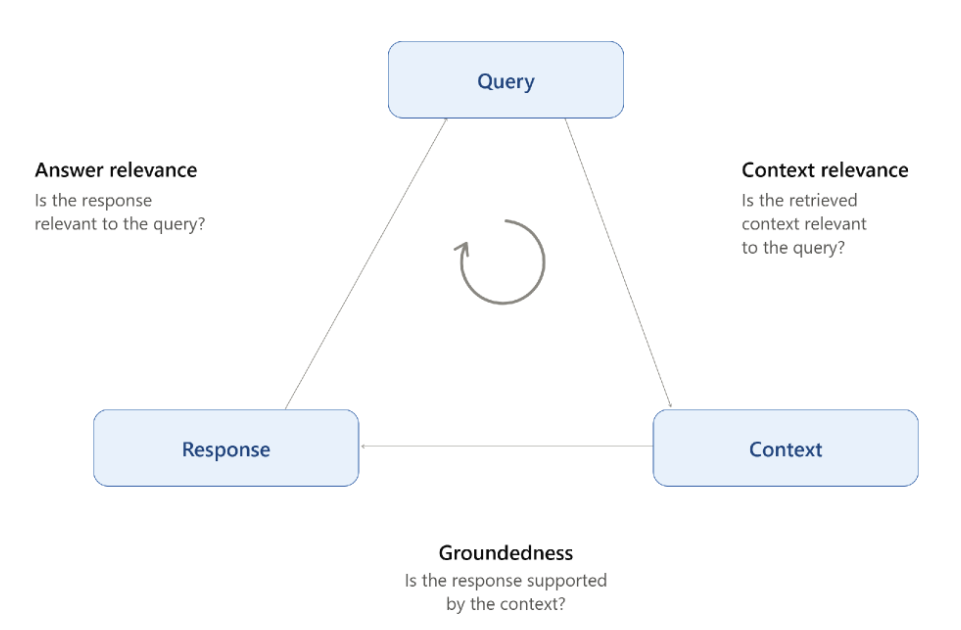 Query
Answer relevance
Is the response
relevant to the query?
Context relevance
Is the retrieved
context relevant
to the query?
Response
Context
Groundedness
Is the response supported
by the context?